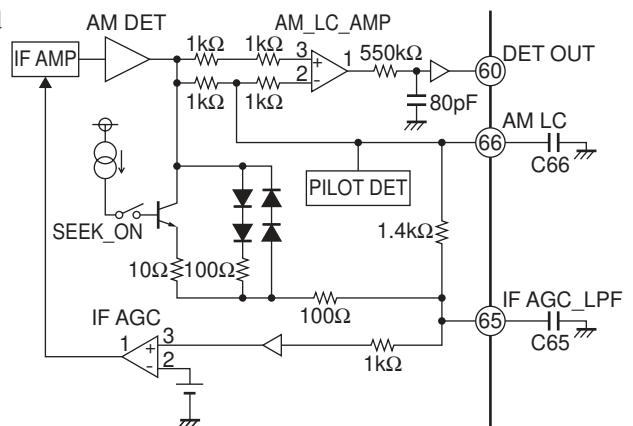 AM DET
AM_LC_AMP
1kΩ 1kΩ
3
1
550kΩ
DET OUT
IF AMP
+
-
2
60
1kΩ 1kΩ
80pF
AM LC
66
C66
PILOT DET
SEEK_ON
1.4kΩ
10Ω 100Ω
IF AGC_LPF
IF AGC
100Ω
65
1 + 3
- 2
1kΩ
C65